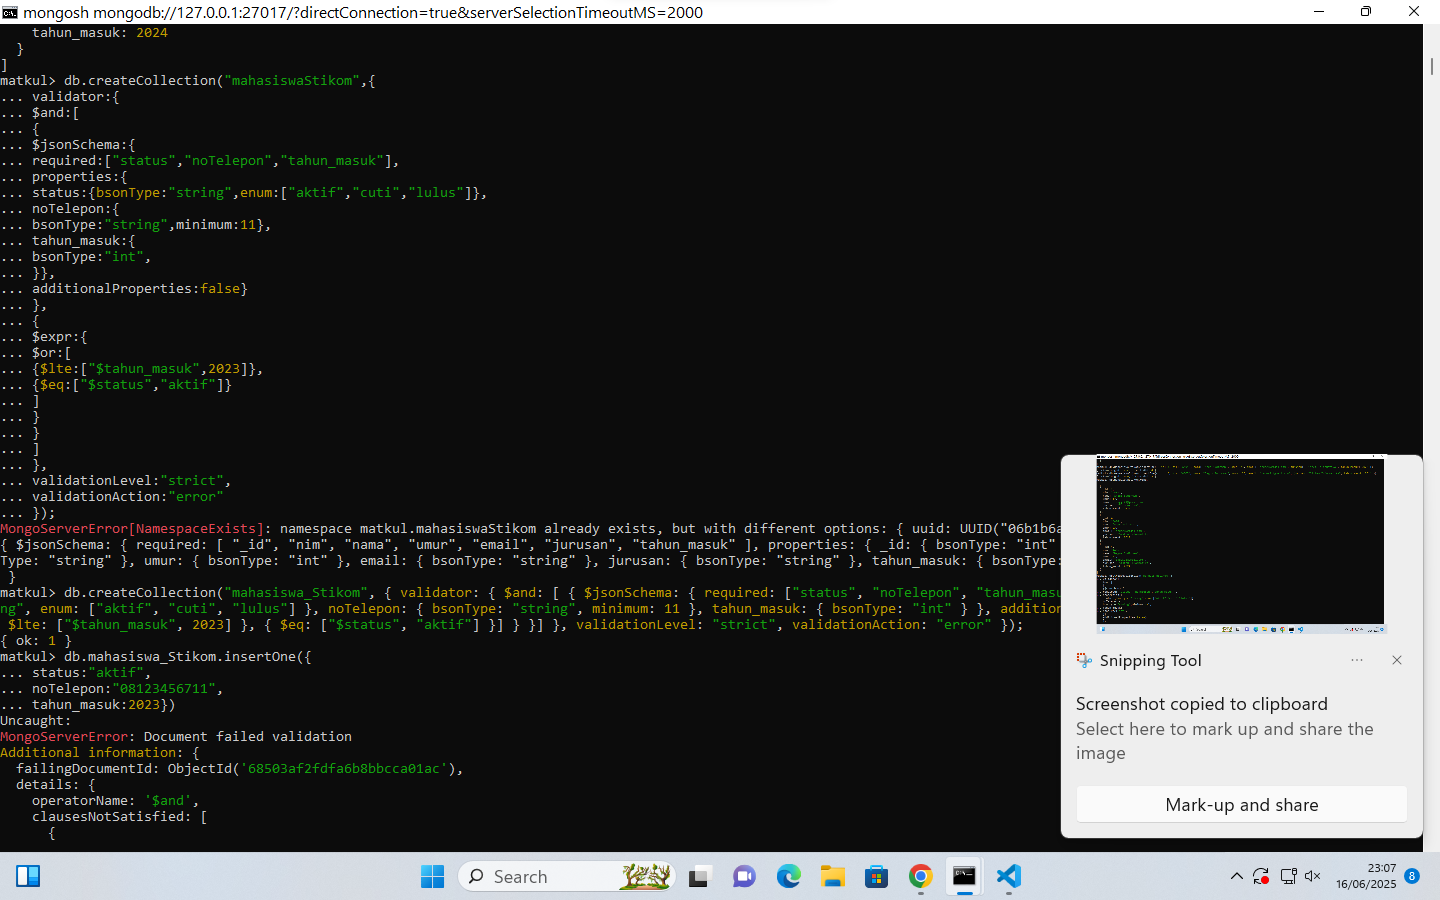 mongosh mongodb://127.0.0.1:27017/?directConnection=true&serverSelectionTimeoutMS=2000
tahun_masuk: 2024
}
]
matkul> db.createCollection("mahasiswaStikom",{
... validator:{
... $and:[
... {
... $jsonSchema:{
... required:["status","noTelepon","tahun_masuk"],
... properties:{
... status:{bsonType:"string",enum:["aktif","cuti","lulus"]},
... noTelepon:{
... bsonType:"string",minimum:11},
... tahun_masuk:{
... bsonType:"int",
... }},
... additionalProperties:false}
... },
... {
... $expr:{
... $or:[
... {$lte:["$tahun_masuk",2023]},
... {$eq:["$status","aktif"]}
... ]
... }
... }
... ]
... },
... validationLevel:"strict",
... validationAction:"error"
... });
MongoServerError[NamespaceExists]: namespace matkul.mahasiswaStikom already exists, but with different options: { uuid: UUID("06b1b6a
{ $jsonSchema: { required: [ "_id", "nim", "nama", "umur", "email", "jurusan", "tahun_masuk" ], properties: { _id: { bsonType: "int"
Type: "string" }, umur: { bsonType: "int" }, email: { bsonType: "string" }, jurusan: { bsonType: "string" }, tahun_masuk: { bsonType:
}
matkul> db.createCollection("mahasiswa_Stikom", { validator: { $and: [ { $jsonSchema: { required: ["status", "noTelepon", "tahun_masu
ng", enum: ["aktif", "cuti", "lulus"] }, noTelepon: { bsonType: "string", minimum: 11 }, tahun_masuk: { bsonType: "int" } }, addition
$lte: ["$tahun_masuk", 2023] }, { $eq: ["$status", "aktif"] }] } }] }, validationLevel: "strict", validationAction: "error" });
{ ok: 1 }
matkul> db.mahasiswa_Stikom.insertOne({
... status:"aktif",
... noTelepon:"08123456711",
... tahun_masuk:2023})
Uncaught:
MongoServerError: Document failed validation
Additional information: {
failingDocumentId: ObjectId('68503af2fdfa6b8bbcca01ac'),
details: {
operatorName: '$and',
clausesNotSatisfied: [
{
Snipping Tool
Screenshot copied to clipboard
Select here to mark up and share the
image
Mark-up and share
Search
23:07
16/06/2025
8